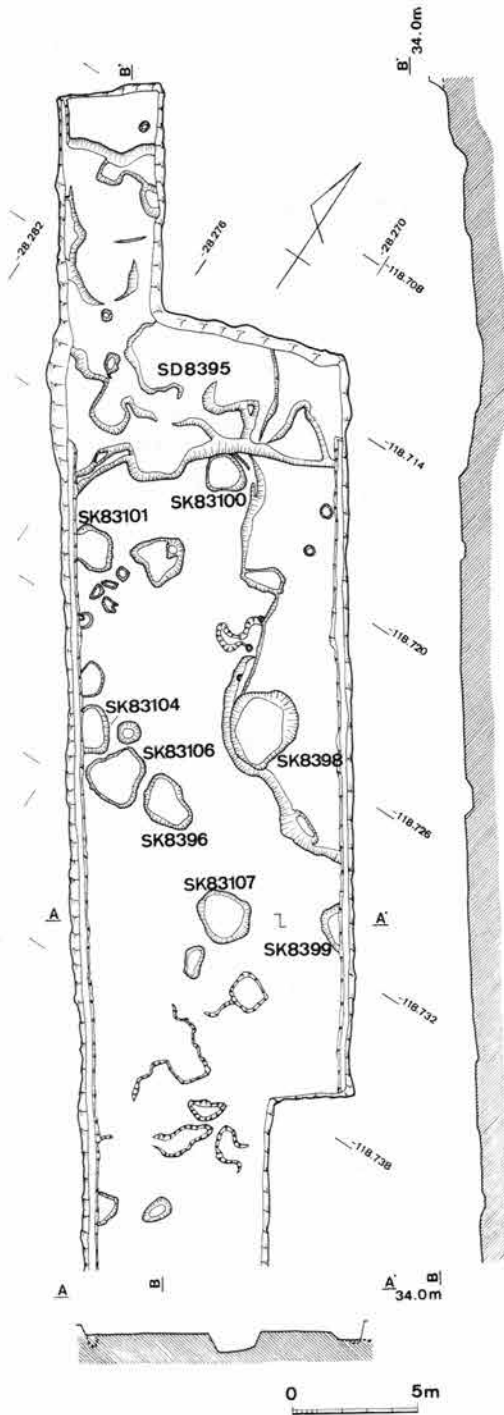 B'
B'
34.0m
-28.282
-28.276
-28.270
-118.708
SD8395
-118.714
SK83100
SK83101
-118.720
SK83104
SK83106
SK8398
SK8396
-118.726
SK83107
A
A'
SK8399
-118.732
-118.738
A
B
A'
B
34.0m
0
5m